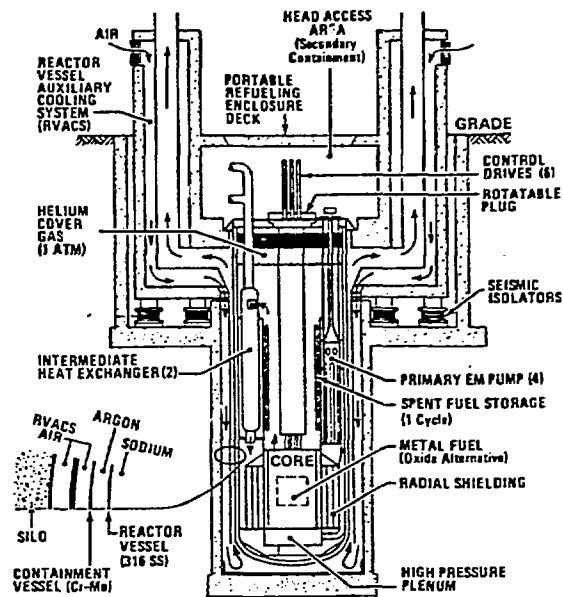 HEAD ACCESS
AREA
(Secondary
Containment)
AIR
REACTOR
VESSEL
AUXILIARY
COOLING
SYSTEM
(RVACS)
PORTABLE
REFUELING
ENCLOSURE
DECK
GRADE
CONTROL
DRIVES (6)
ROTATABLE
PLUG
HELIUM
COVER
GAS
(1 ATM)
SEISMIC
ISOLATORS
INTERMEDIATE
HEAT EXCHANGER (2)
PRIMARY EM PUMP (4)
SPENT FUEL STORAGE
(1 Cycle)
METAL FUEL
(Oxide Alternative)
RADIAL SHIELDING
CORE
RVACS
AIR
ARGON
SODIUM
SILO
REACTOR
VESSEL
(316 SS)
CONTAINMENT
VESSEL (Cr-Mo)
HIGH PRESSURE
PLENUM